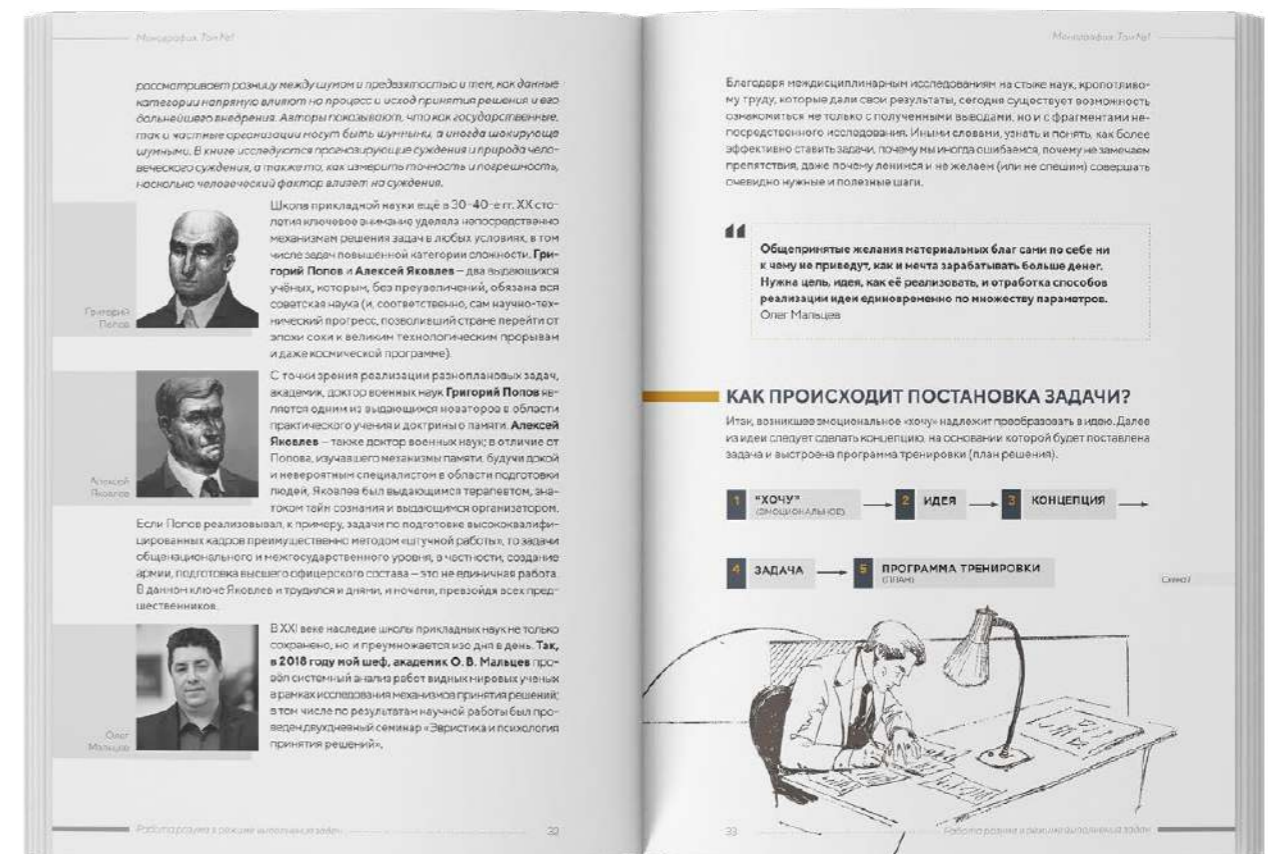 Монография. Том №1
рассматривает разницу между шумом и предвзятостью и тем, как данные
категории напрямую влияют на процесс и исход принятия решения и его
дальнейшего внедрения. Авторы показывают, что как государственные,
так и частные организации могут быть шумными, а иногда шокирующе
шумными. В книге исследуются прогнозирующие суждения и природа чело-
веческого суждения, а также то, как измерить точность и погрешность,
насколько человеческий фактор влияет на суждения.
Школа прикладной науки ещё в 30-40-е гг. XX сто-
летия ключевое внимание уделяла непосредственно
механизмам решения задач в любых условиях, в том
числе задач повышенной категории сложности. Гри-
горий Попов и Алексей Яковлев – два выдающихся
учёных, которым, без преувеличений, обязана вся
советская наука (и, соответственно, сам научно-тех-
нический прогресс, позволивший стране перейти от
эпохи сохи к великим технологическим прорывам
и даже космической программе).
Григорий
Попов
С точки зрения реализации разноплановых задач,
академик, доктор военных наук Григорий Попов яв-
ляется одним из выдающихся новаторов в области
практического учения и доктрины о памяти. Алексей
Яковлев – также доктор военных наук; в отличие от
Попова, изучавшего механизмы памяти, будучи докой
и невероятным специалистом в области подготовки
людей, Яковлев был выдающимся терапевтом, зна-
током тайн сознания и выдающимся организатором.
Алексей
Яковлев
Если Попов реализовывал, к примеру, задачи по подготовке высококвалифи-
цированных кадров преимущественно методом «штучной работы», то задачи
общенационального и межгосударственного уровня, в частности, создание
армии, подготовка высшего офицерского состава – это не единичная работа.
В данном ключе Яковлев и трудился и днями, и ночами, превзойдя всех пред-
шественников.
В XXI веке наследие школы прикладных наук не только
сохранено, но и преумножается изо дня в день. Так,
в 2018 году мой шеф, академик О. В. Мальцев про-
вёл системный анализ работ видных мировых ученых
в рамках исследования механизмов принятия решений;
в том числе по результатам научной работы был про-
веден двухдневный семинар «Эвристика и психология
принятия решений».
Олег
Мальцев
Работа разума в режиме выполнения задач
32
Монография. Том №1
Благодаря междисциплинарным исследованиям на стыке наук, кропотливо-
му труду, которые дали свои результаты, сегодня существует возможность
ознакомиться не только с полученными выводами, но и с фрагментами не-
посредственного исследования. Иными словами, узнать и понять, как более
эффективно ставить задачи, почему мы иногда ошибаемся, почему не замечаем
препятствия, даже почему ленимся и не желаем (или не спешим) совершать
очевидно нужные и полезные шаги.
Общепринятые желания материальных благ сами по себе ни
к чему не приведут, как и мечта зарабатывать больше денег.
Нужна цель, идея, как её реализовать, и отработка способов
реализации идеи единовременно по множеству параметров.
Олег Мальцев
КАК ПРОИСХОДИТ ПОСТАНОВКА ЗАДАЧИ?
Итак, возникшее эмоциональное «хочу» надлежит преобразовать в идею. Далее
из идеи следует сделать концепцию, на основании которой будет поставлена
задача и выстроена программа тренировки (план решения).
1 "ХОЧУ" 2 ИДЕЯ 3 КОНЦЕПЦИЯ
(ЭМОЦИОНАЛЬНОЕ)
4 ЗАДАЧА 5 ПРОГРАММА ТРЕНИРОВКИ
(ПЛАН)
Схема 1
33
Работа разума в режиме выполнения задач